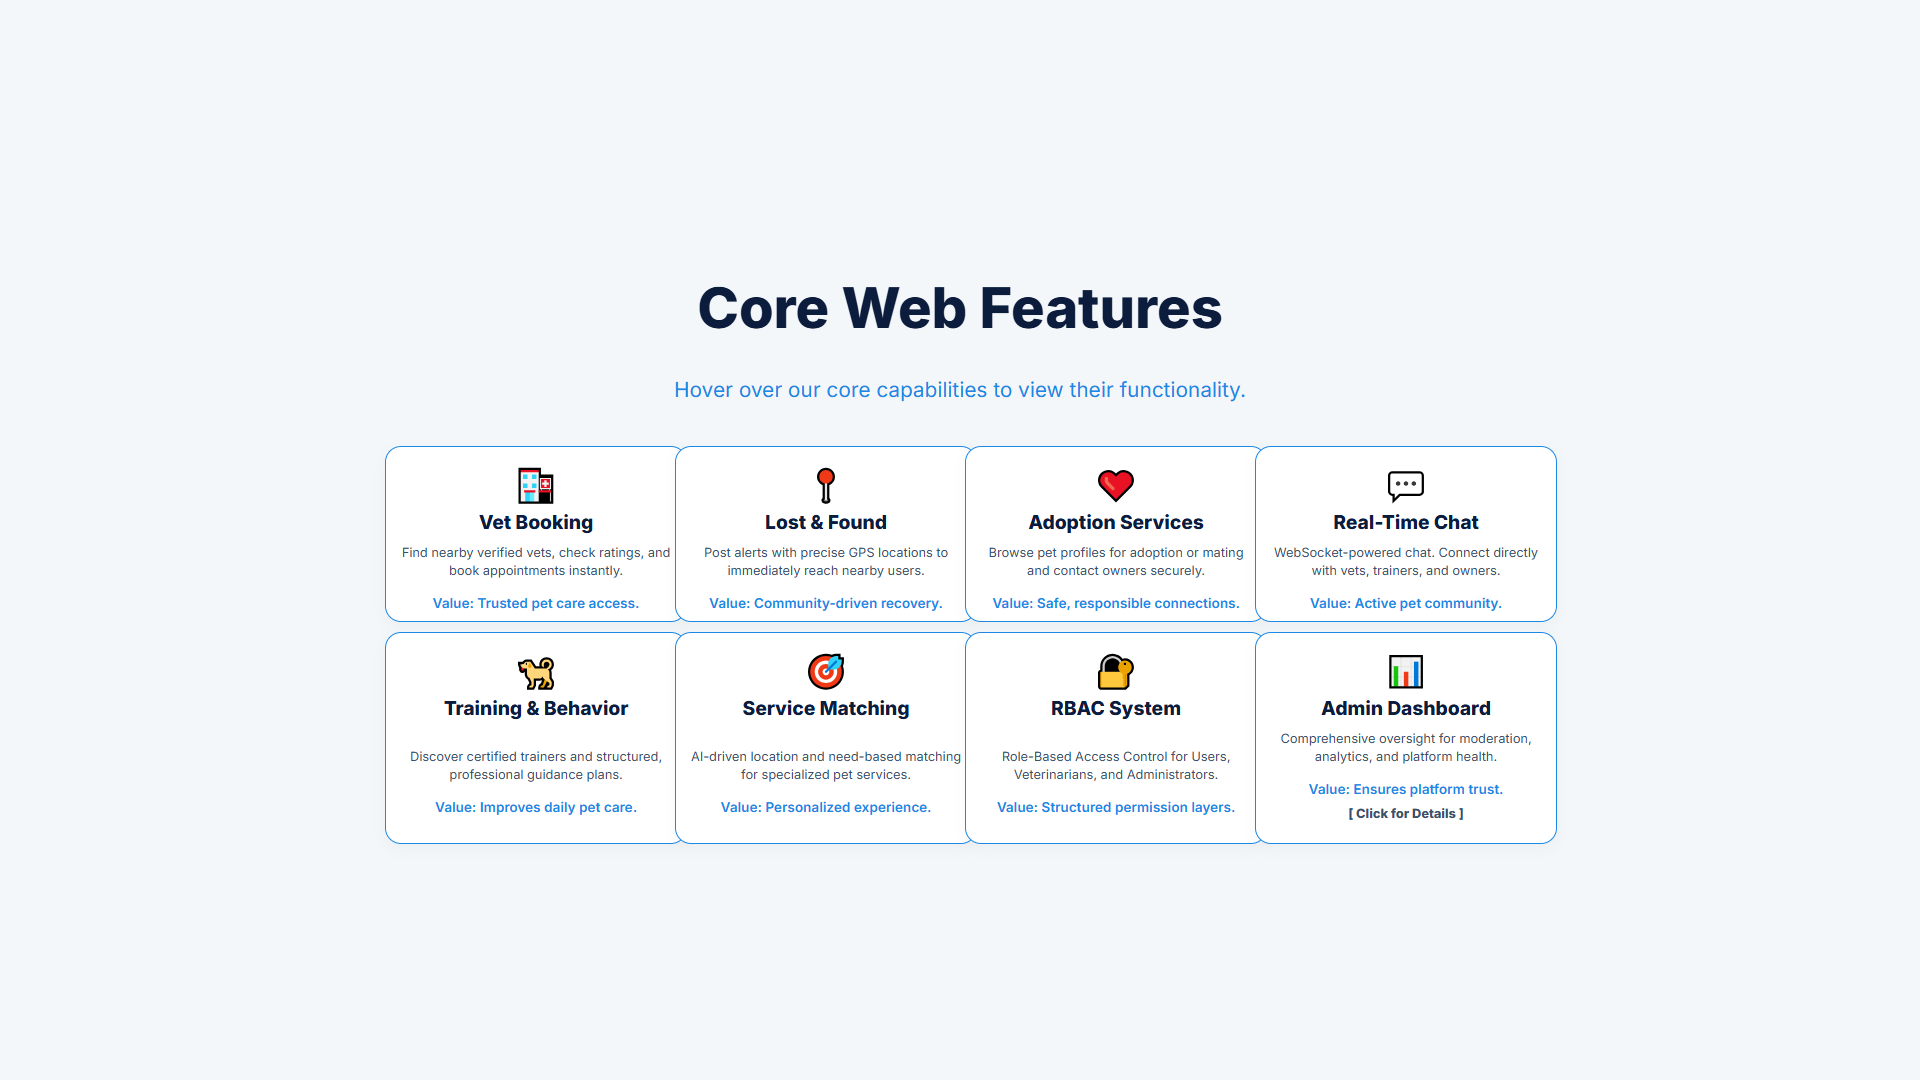 Core Web Features
Hover over our core capabilities to view their functionality.
Vet Booking
Find nearby verified vets, check ratings, and
book appointments instantly.
Value: Trusted pet care access.
Lost & Found
Post alerts with precise GPS locations to
immediately reach nearby users.
Value: Community-driven recovery.
Adoption Services
Browse pet profiles for adoption or mating
and contact owners securely.
Value: Safe, responsible connections.
Real-Time Chat
WebSocket-powered chat. Connect directly
with vets, trainers, and owners.
Value: Active pet community.
Training & Behavior
Discover certified trainers and structured,
professional guidance plans.
Value: Improves daily pet care.
Service Matching
AI-driven location and need-based matching
for specialized pet services.
Value: Personalized experience.
RBAC System
Role-Based Access Control for Users,
Veterinarians, and Administrators.
Value: Structured permission layers.
Admin Dashboard
Comprehensive oversight for moderation,
analytics, and platform health.
Value: Ensures platform trust.
[ Click for Details ]